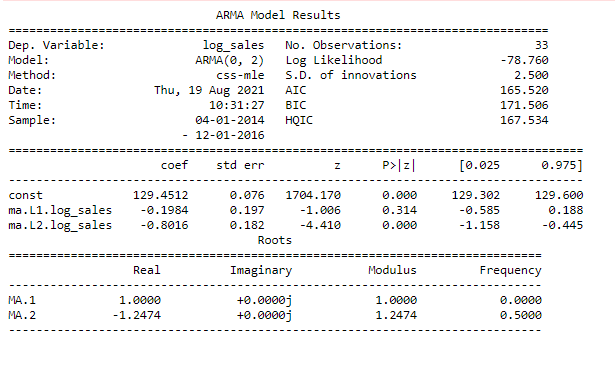 ARMA Model Results
==============================================================================
Dep. Variable: log_sales No. Observations: 33
Model: ARMA(0, 2) Log Likelihood -78.760
Method: css-mle S.D. of innovations 2.500
Date: Thu, 19 Aug 2021 AIC 165.520
Time: 10:31:27 BIC 171.506
Sample: 04-01-2014 HQIC 167.534
- 12-01-2016
===================================================================================
coef std err z P>|z| [0.025 0.975]
-----------------------------------------------------------------------------------
const 129.4512 0.076 1704.170 0.000 129.302 129.600
ma.L1.log_sales -0.1984 0.197 -1.006 0.314 -0.585 0.188
ma.L2.log_sales -0.8016 0.182 -4.410 0.000 -1.158 -0.445
Roots
=============================================================================
Real Imaginary Modulus Frequency
-----------------------------------------------------------------------------
MA.1 1.0000 +0.0000j 1.0000 0.0000
MA.2 -1.2474 +0.0000j 1.2474 0.5000
-----------------------------------------------------------------------------